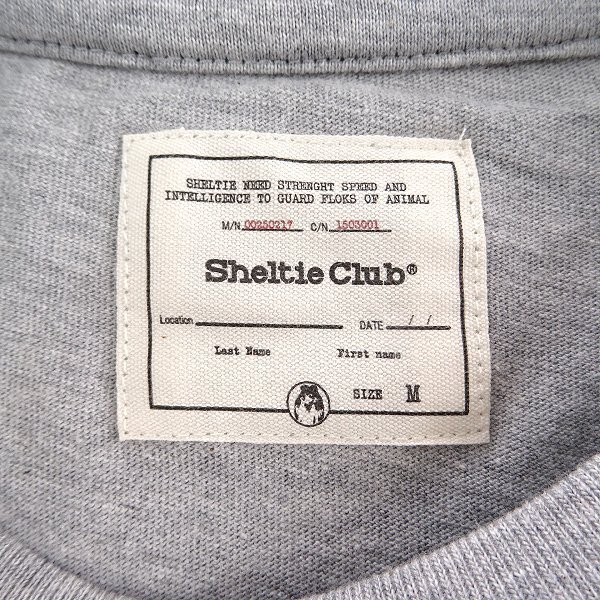 SHELTIE NEED STRENGHT SPEED AND
INTELLIGENCE TO GUARD FLOKS OF ANIMAL
M/N 00250217 C/N 1503001
Sheltie Club®
Location DATE / /
Last Name First name
SIZE M